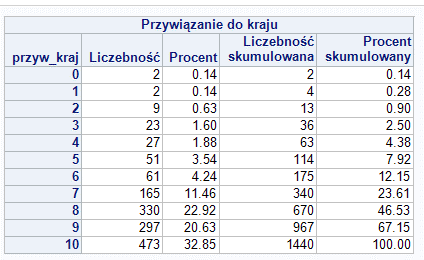 Przywiązanie do kraju
przyw_kraj Liczebność Procent Liczebność skumulowana Procent skumulowany
0 2 0.14 2 0.14
1 2 0.14 4 0.28
2 9 0.63 13 0.90
3 23 1.60 36 2.50
4 27 1.88 63 4.38
5 51 3.54 114 7.92
6 61 4.24 175 12.15
7 165 11.46 340 23.61
8 330 22.92 670 46.53
9 297 20.63 967 67.15
10 473 32.85 1440 100.00